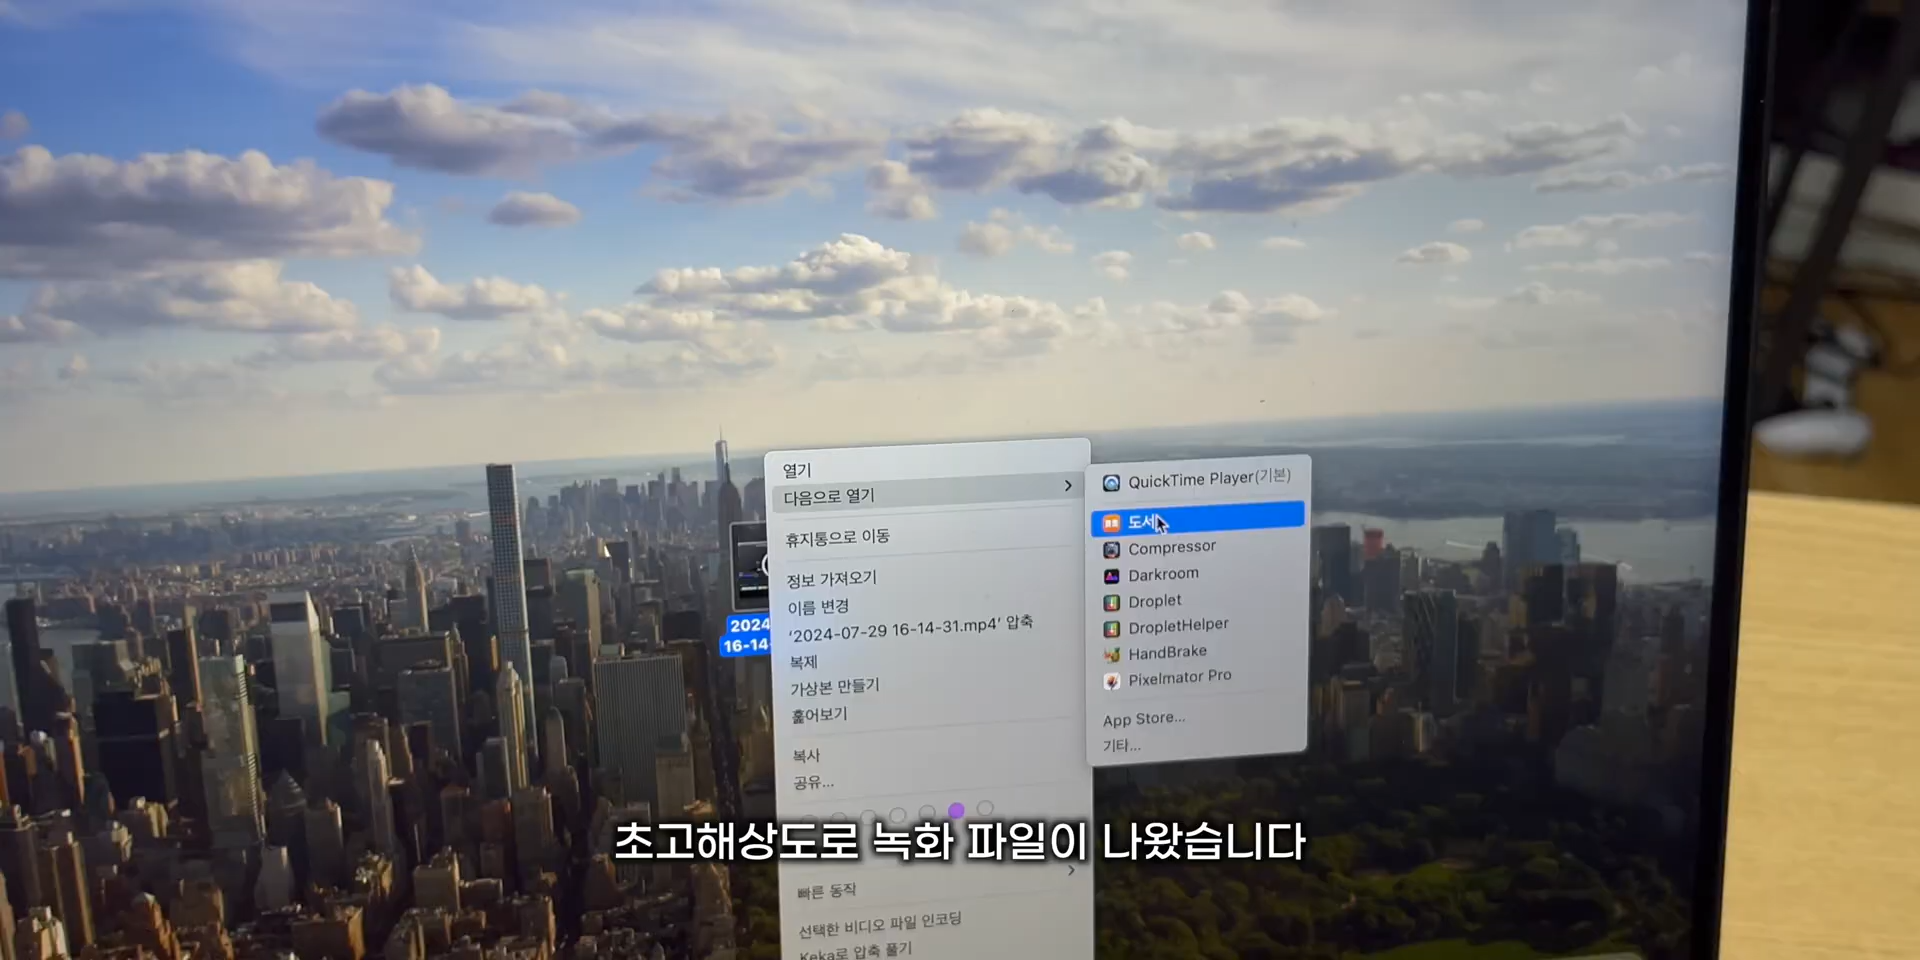 열기
다음으로 열기
휴지통으로 이동
정보 가져오기
이름 변경
‘2024-07-29 16-14-31.mp4’ 압축
복제
가상본 만들기
훑어보기
복사
공유...
빠른 동작
선택한 비디오 파일 인코딩
Keka로 압축 풀기
QuickTime Player(기본)
도서
Compressor
Darkroom
Droplet
DropletHelper
HandBrake
Pixelmator Pro
App Store...
기타...
2024
16-14-
초고해상도로 녹화 파일이 나왔습니다